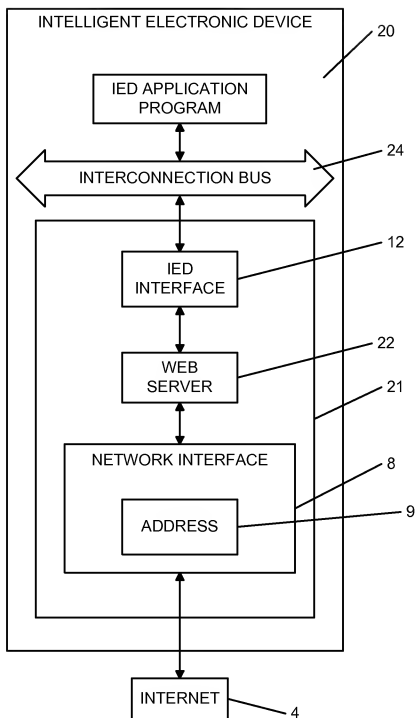 INTELLIGENT ELECTRONIC DEVICE
20
IED APPLICATION
PROGRAM
24
INTERCONNECTION BUS
12
IED
INTERFACE
22
WEB
SERVER
21
NETWORK INTERFACE
8
ADDRESS
9
INTERNET
4